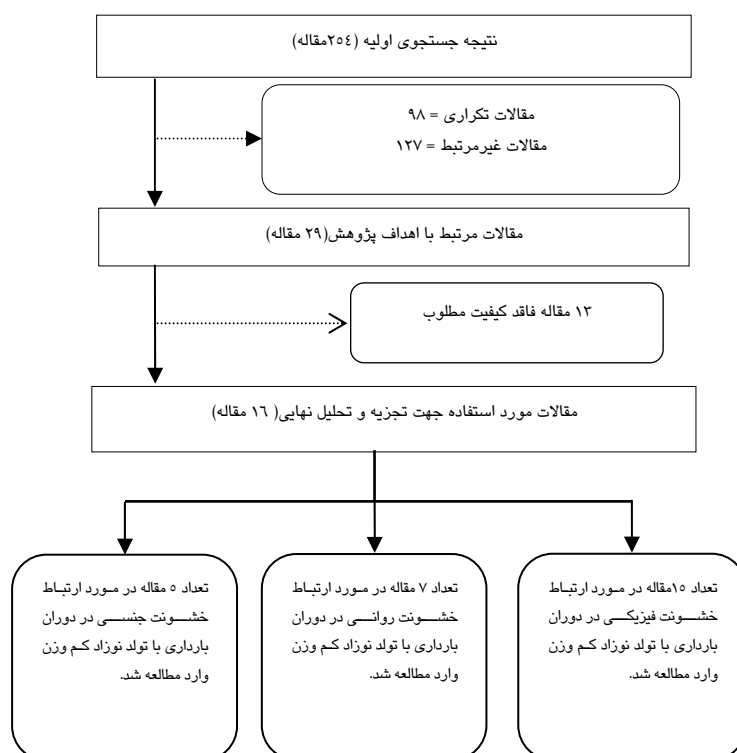 نتیجه جستجوی اولیه (۲۵٤مقاله)
مقالات تکراری = ۹۸
مقالات غیرمرتبط = ۱۲۷
مقالات مرتبط با اهداف پژوهش(۲۹ مقاله)
۱۳ مقاله فاقد کیفیت مطلوب
مقالات مورد استفاده جهت تجزیه و تحلیل نهایی( ۱٦ مقاله)
تعداد ۱٥مقاله در مورد ارتباط
خشونت فیزیکی در دوران
بارداری با تولد نوزاد کم وزن
وارد مطالعه شد.
تعداد ۷ مقاله در مورد ارتباط
خشونت روانی در دوران
بارداری با تولد نوزاد کم وزن
وارد مطالعه شد.
تعداد ٥ مقاله در مورد ارتباط
خشونت جنسی در دوران
بارداری با تولد نوزاد کم وزن
وارد مطالعه شد.